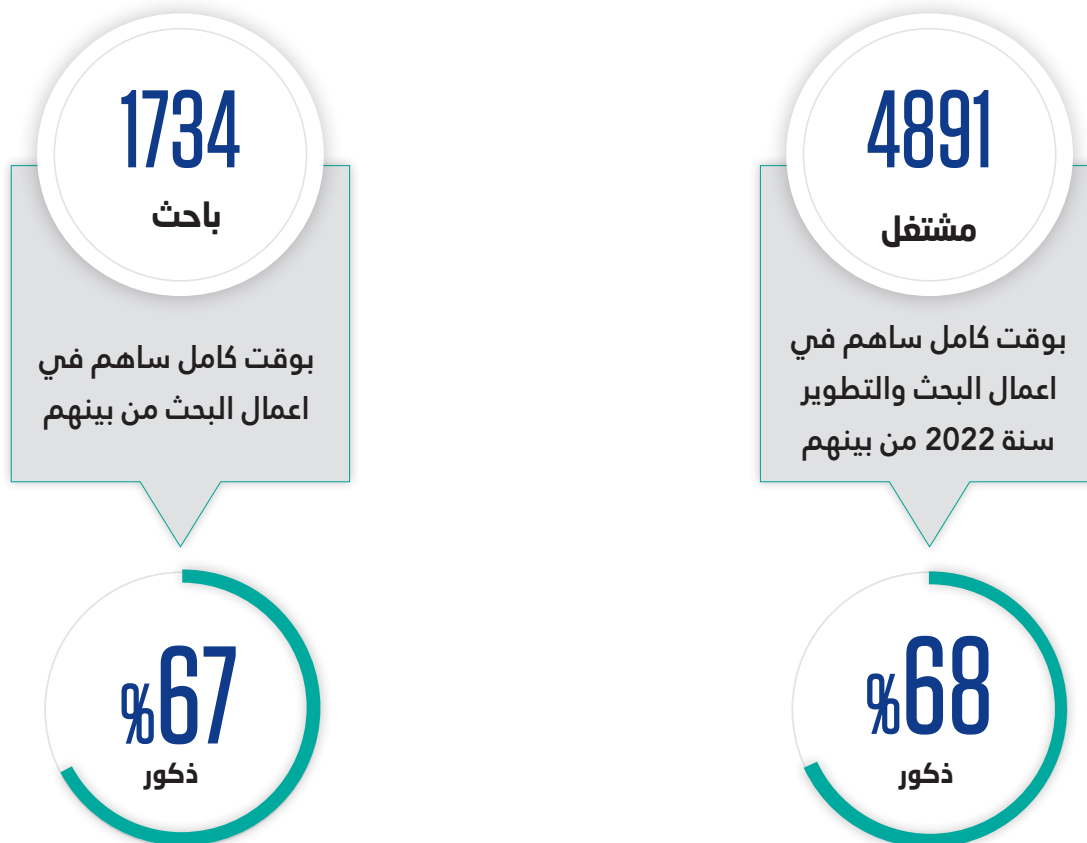 4891
مشتغل
بوقت كامل ساهم في
اعمال البحث والتطوير
سنة 2022 من بينهم
%68
ذكور
1734
باحث
بوقت كامل ساهم في
اعمال البحث من بينهم
%67
ذكور